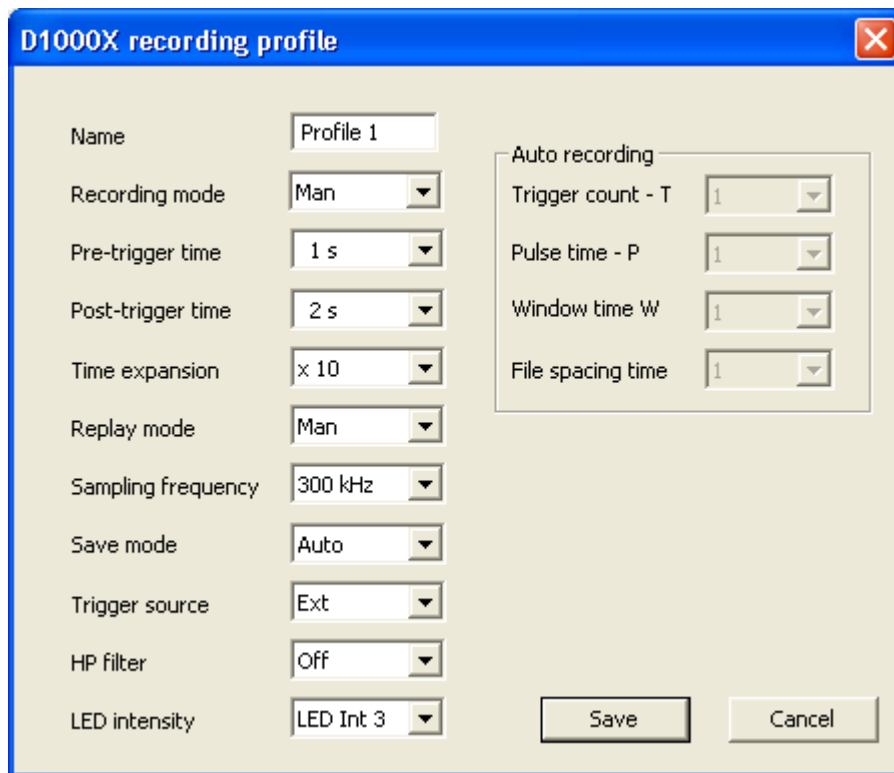 D1000X recording profile
Name Profile 1
Recording mode Man
Pre-trigger time 1 s
Post-trigger time 2 s
Time expansion x 10
Replay mode Man
Sampling frequency 300 kHz
Save mode Auto
Trigger source Ext
HP filter Off
LED intensity LED Int 3
Auto recording
Trigger count - T 1
Pulse time - P 1
Window time W 1
File spacing time 1
Save Cancel